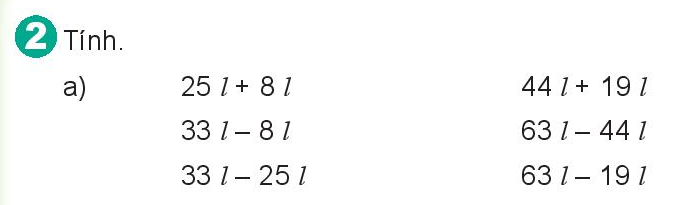 2 Tính.
a) 25 l + 8 l 44 l + 19 l
33 l – 8 l 63 l – 44 l
33 l – 25 l 63 l – 19 l